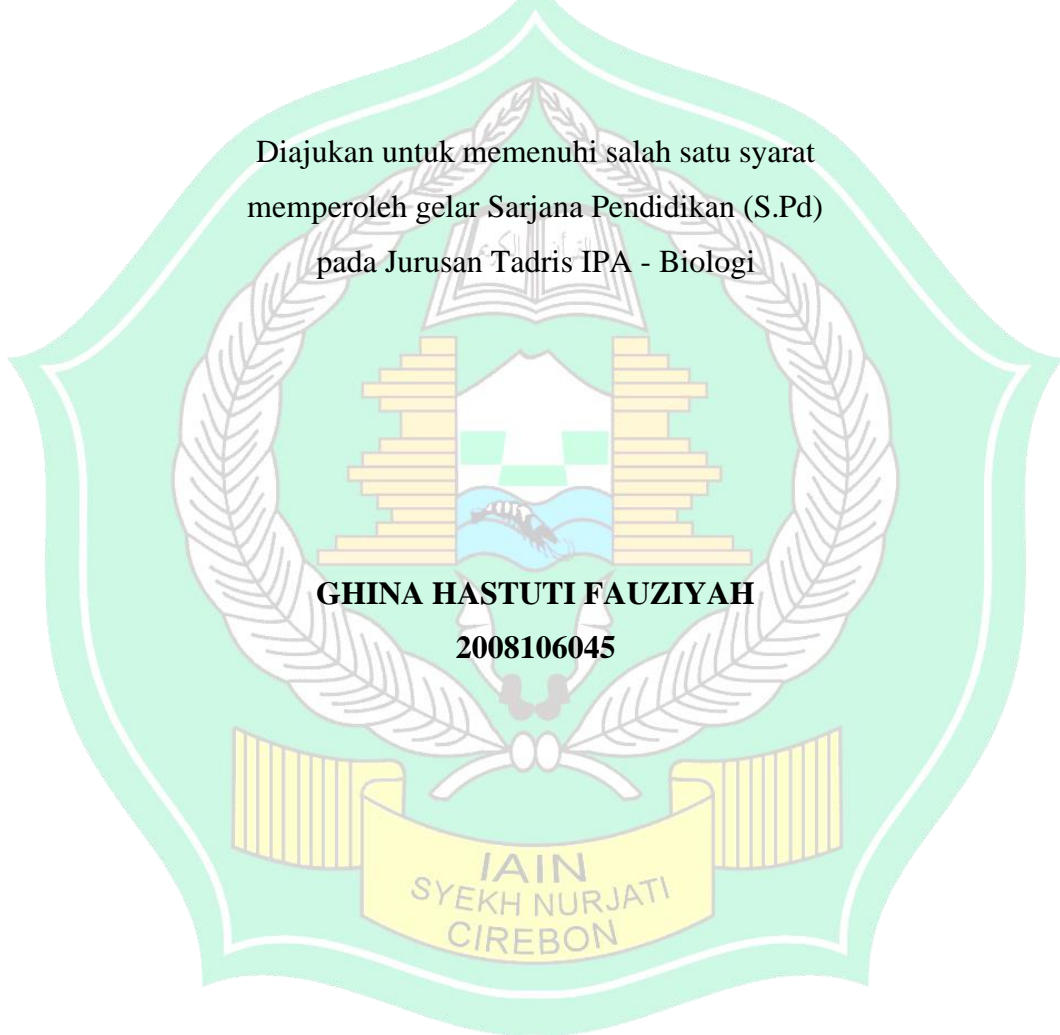 Diajukan untuk memenuhi salah satu syarat
memperoleh gelar Sarjana Pendidikan (S.Pd)
pada Jurusan Tadris IPA - Biologi
GHINA HASTUTI FAUZIYAH
2008106045
IAIN
SYEKH NURJATI
CIREBON